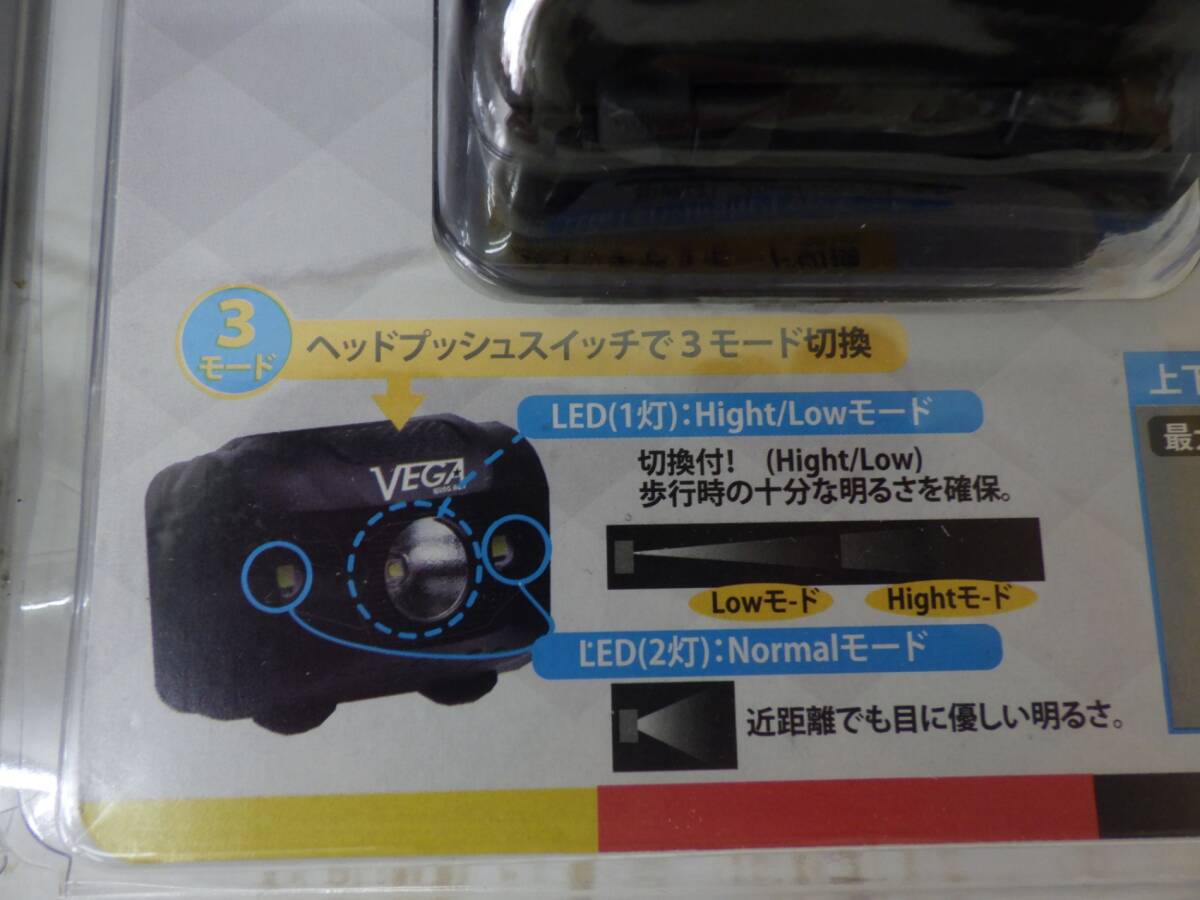 3
モード
ヘッドプッシュスイッチで3モード切換
LED(1灯):Hight/Lowモード
VEGA
切換付! (Hight/Low)
歩行時の十分な明るさを確保。
Lowモ-ド
Hightモ-ド
LED(2灯):Normalモード
近距離でも目に優しい明るさ。
上下
最